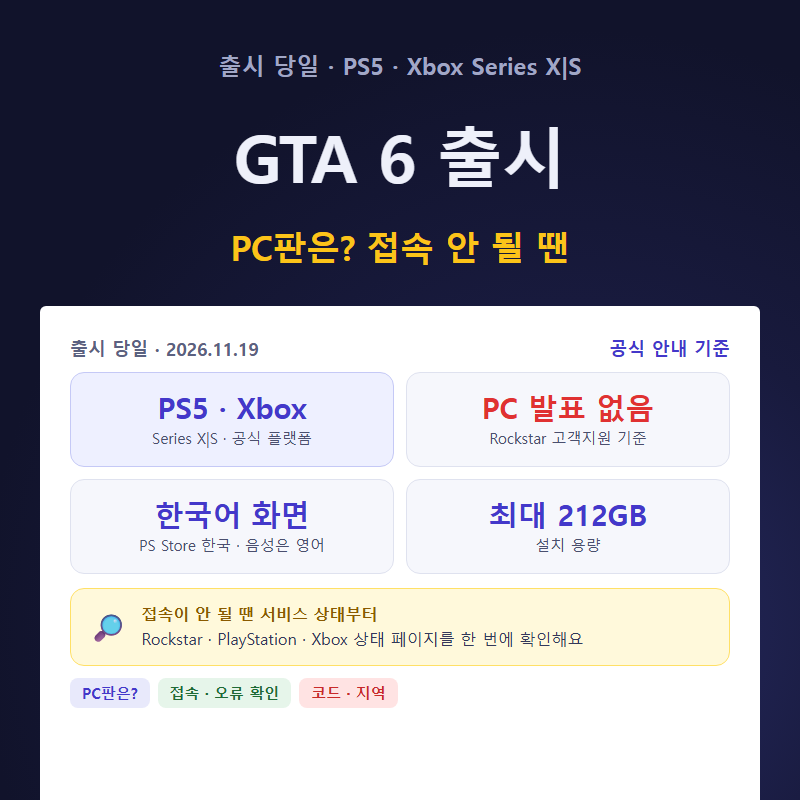 출시 당일 · PS5 · Xbox Series X|S
GTA 6 출시
PC판은? 접속 안 될 땐
출시 당일 · 2026.11.19
공식 안내 기준
PS5 · Xbox
Series X|S · 공식 플랫폼
PC 발표 없음
Rockstar 고객지원 기준
한국어 화면
PS Store 한국 · 음성은 영어
최대 212GB
설치 용량
접속이 안 될 땐 서비스 상태부터
Rockstar · PlayStation · Xbox 상태 페이지를 한 번에 확인해요
PC판은?
접속 · 오류 확인
코드 · 지역